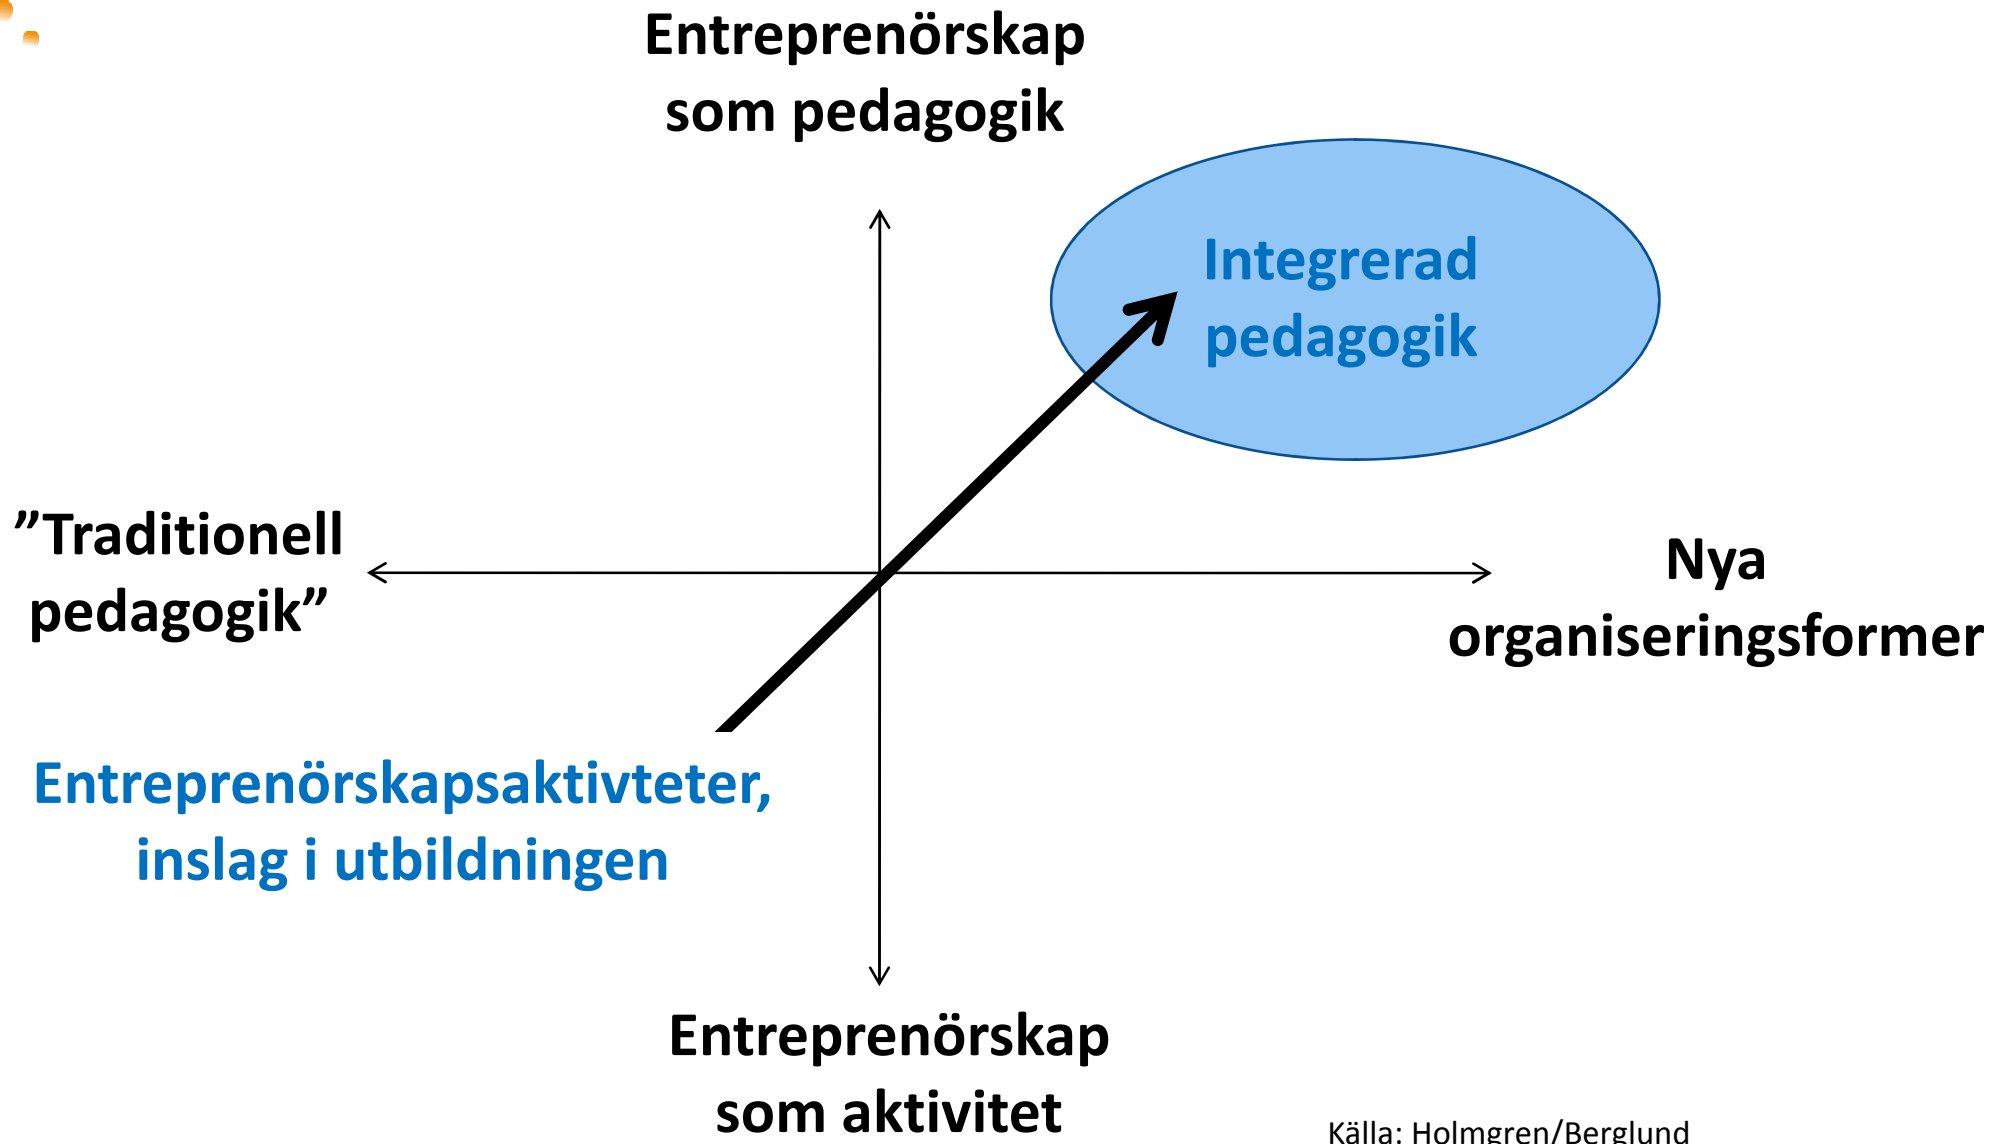 Entreprenörskap
som pedagogik
Integrerad
pedagogik
”Traditionell
pedagogik”
Nya
organiseringsformer
Entreprenörskapsaktivteter,
inslag i utbildningen
Entreprenörskap
som aktivitet
Källa: Holmgren/Berglund